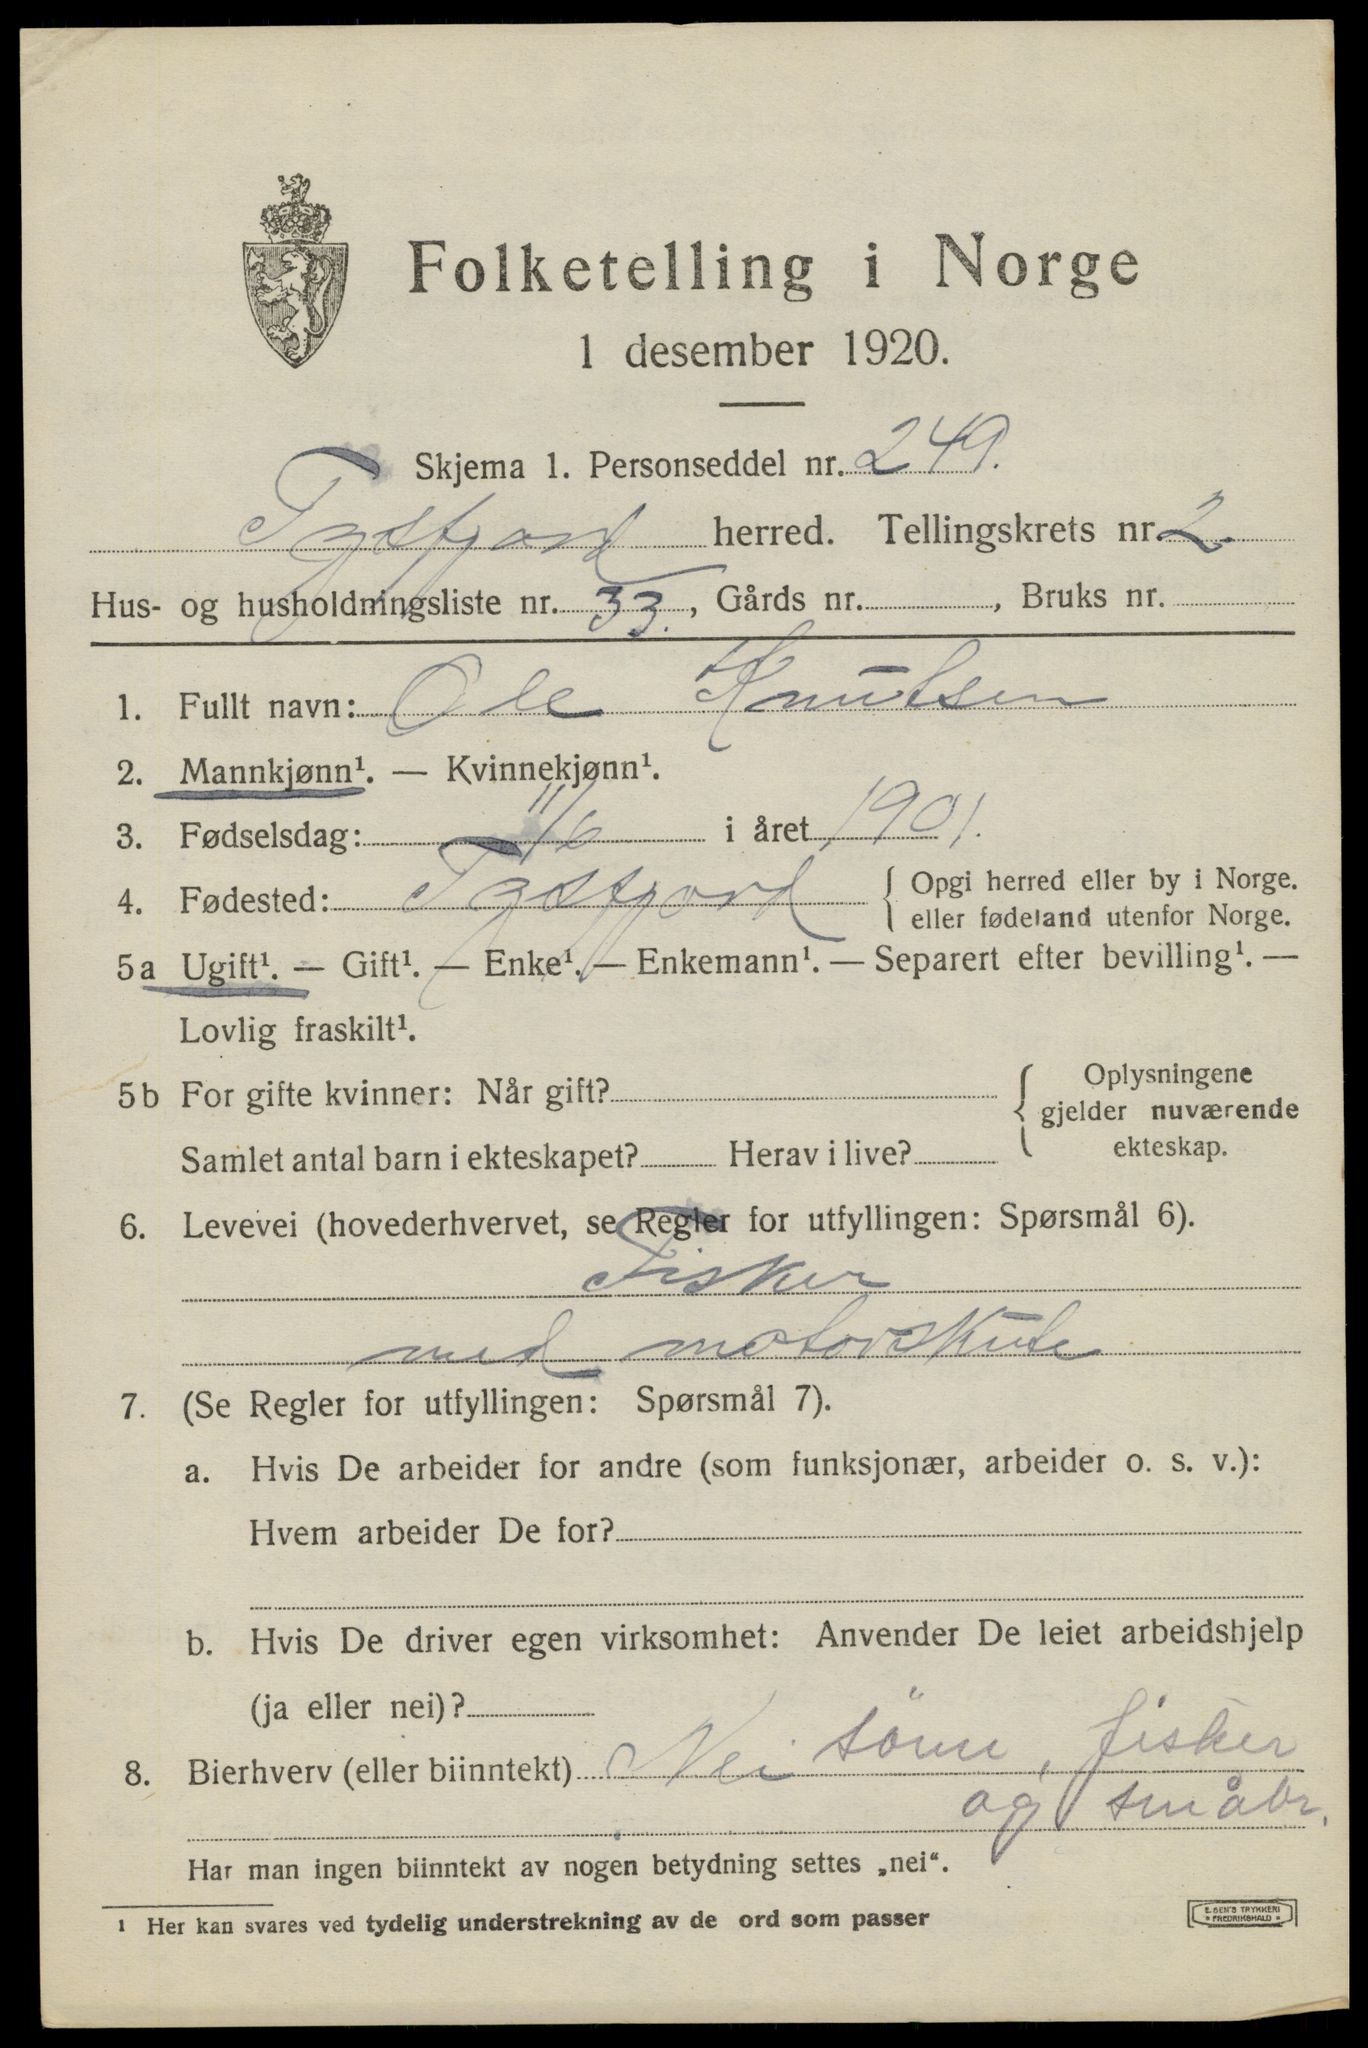 Folketelling i Norge
1 desember 1920.
Skjema 1. Personseddel nr. 249.
Tysfjord herred. Tellingskrets nr. 2.
Hus- og husholdningsliste nr. 33., Gårds nr. , Bruks nr.
1. Fullt navn: Ole Knutsen
2. Mannkjønn¹. — Kvinnekjønn¹.
3. Fødselsdag: 11/6 i året 1901.
4. Fødested: Tysfjord { Opgi herred eller by i Norge.
eller fødeland utenfor Norge.
5a Ugift¹. — Gift¹. — Enke¹. — Enkemann¹. — Separert efter bevilling¹. —
Lovlig fraskilt¹.
5b For gifte kvinner: Når gift? { Oplysningene
gjelder nuværende
Samlet antal barn i ekteskapet? Herav i live? ekteskap.
6. Levevei (hovederhvervet, se Regler for utfyllingen: Spørsmål 6).
Fisker
med motorskute
7. (Se Regler for utfyllingen: Spørsmål 7).
a. Hvis De arbeider for andre (som funksjonær, arbeider o. s. v.):
Hvem arbeider De for?
b. Hvis De driver egen virksomhet: Anvender De leiet arbeidshjelp
(ja eller nei)?
8. Bierhverv (eller biinntekt) Nei sönn, fisker
og småbr.
Har man ingen biinntekt av nogen betydning settes „nei“.
1 Her kan svares ved tydelig understrekning av de ord som passer
E. SEM'S TRYKKERI
* FREDRIKSHALD *